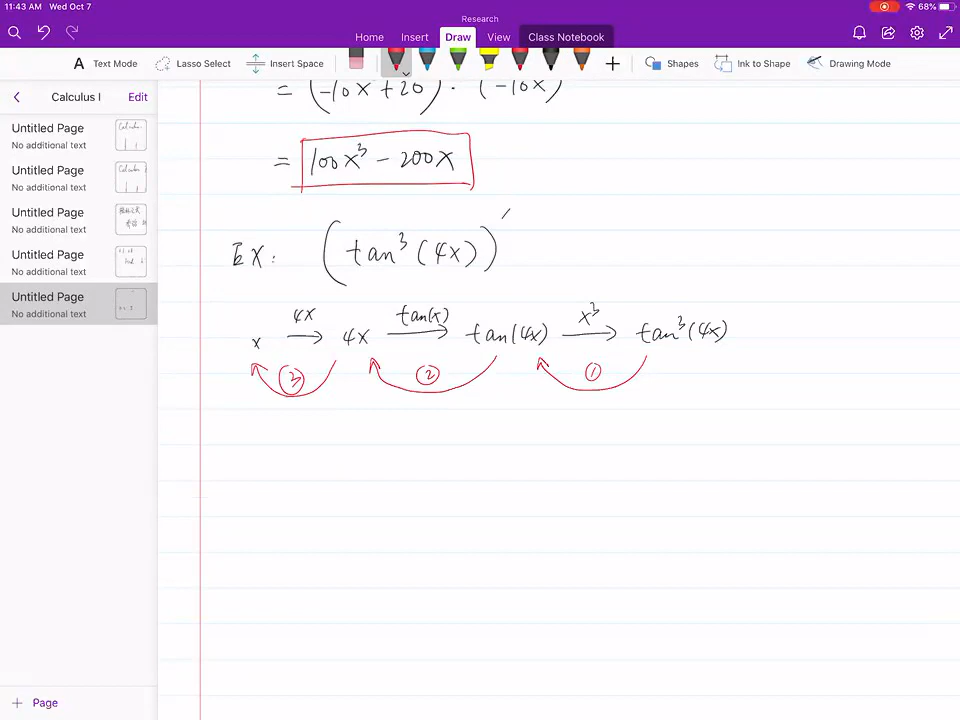 11:43 AM Wed Oct 7
68%
Research
Home Insert Draw View Class Notebook
A Text Mode Lasso Select Insert Space Shapes Ink to Shape Drawing Mode
Calculus I Edit
Untitled Page
No additional text
Untitled Page
No additional text
Untitled Page
No additional text
Untitled Page
No additional text
Untitled Page
No additional text
Page
= (-10x + 20) · (-10x)
= 100x³ - 200x
EX: (tan³(4x))′
4x tan(x) x³
x → 4x → tan(4x) → tan³(4x)
③ ② ①